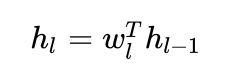 h_l = w_l^T h_{l-1}